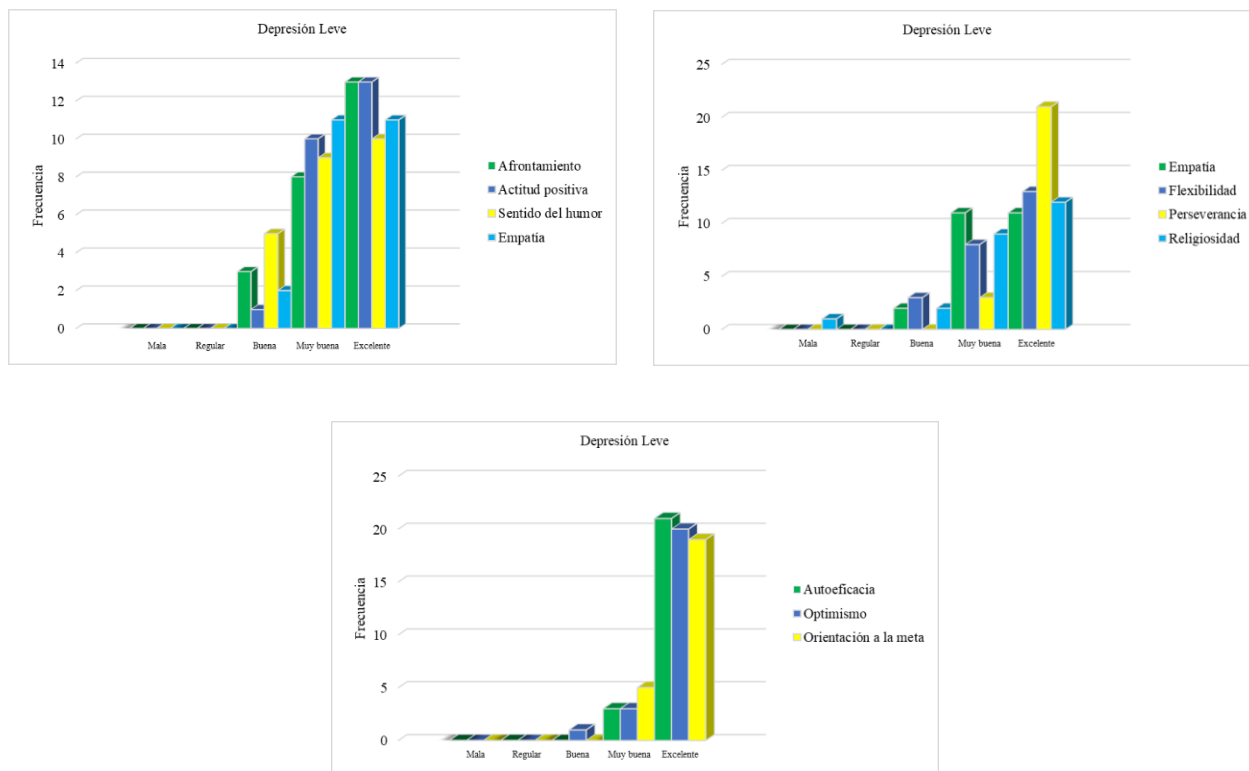 Depresión Leve
14
12
10
8
6
4
2
0
Frecuencia
Mala Regular Buena Muy buena Excelente
Afrontamiento
Actitud positiva
Sentido del humor
Empatía
Depresión Leve
25
20
15
10
5
0
Frecuencia
Mala Regular Buena Muy buena Excelente
Empatía
Flexibilidad
Perseverancia
Religiosidad
Depresión Leve
25
20
15
10
5
0
Frecuencia
Mala Regular Buena Muy buena Excelente
Autoeficacia
Optimismo
Orientación a la meta